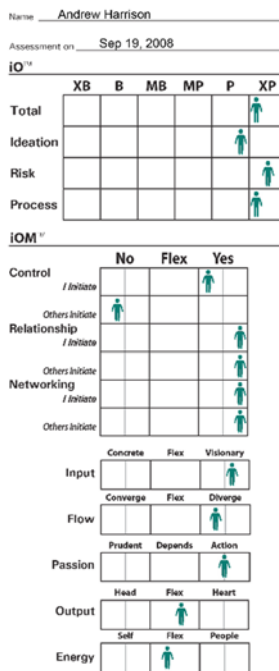 Name Andrew Harrison
Assessment on Sep 19, 2008
iO™
XB B MB MP P XP
Total
Ideation
Risk
Process
iOM
No Flex Yes
Control
I Initiate
Others Initiate
Relationship
I Initiate
Others Initiate
Networking
I Initiate
Others Initiate
Concrete Flex Visionary
Input
Converge Flex Diverge
Flow
Prudent Depends Action
Passion
Head Flex Heart
Output
Self Flex People
Energy